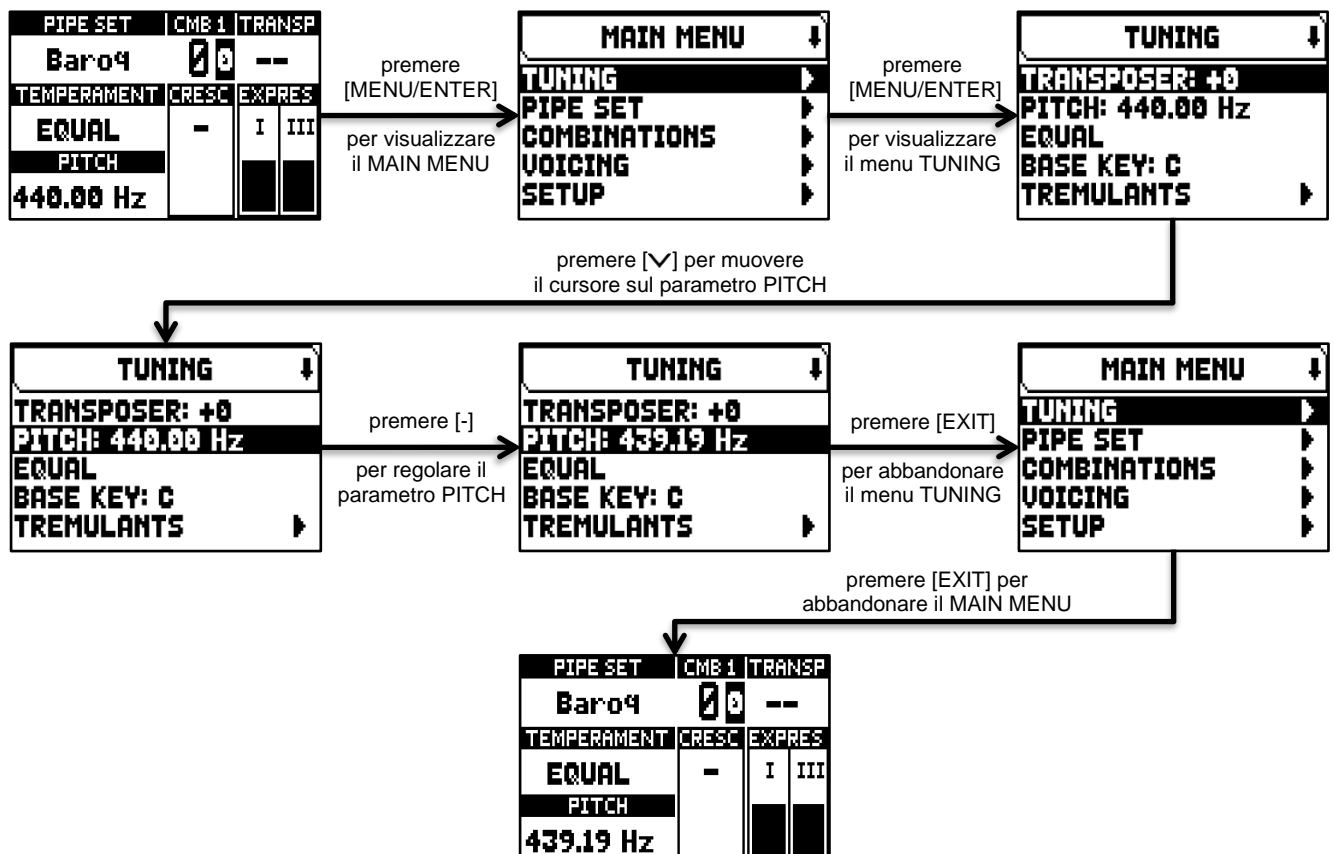 PIPE SET CMB 1 TRANSP
Baroq 00 --
TEMPERAMENT CRESC EXPRES
EQUAL - I III
PITCH
440.00 Hz
premere
[MENU/ENTER]
per visualizzare
il MAIN MENU
MAIN MENU
TUNING
PIPE SET
COMBINATIONS
VOICING
SETUP
premere
[MENU/ENTER]
per visualizzare
il menu TUNING
TUNING
TRANSPOSER: +0
PITCH: 440.00 Hz
EQUAL
BASE KEY: C
TREMULANTS
premere [∨] per muovere
il cursore sul parametro PITCH
TUNING
TRANSPOSER: +0
PITCH: 440.00 Hz
EQUAL
BASE KEY: C
TREMULANTS
premere [-]
per regolare il
parametro PITCH
TUNING
TRANSPOSER: +0
PITCH: 439.19 Hz
EQUAL
BASE KEY: C
TREMULANTS
premere [EXIT]
per abbandonare
il menu TUNING
MAIN MENU
TUNING
PIPE SET
COMBINATIONS
VOICING
SETUP
premere [EXIT] per
abbandonare il MAIN MENU
PIPE SET CMB 1 TRANSP
Baroq 00 --
TEMPERAMENT CRESC EXPRES
EQUAL - I III
PITCH
439.19 Hz